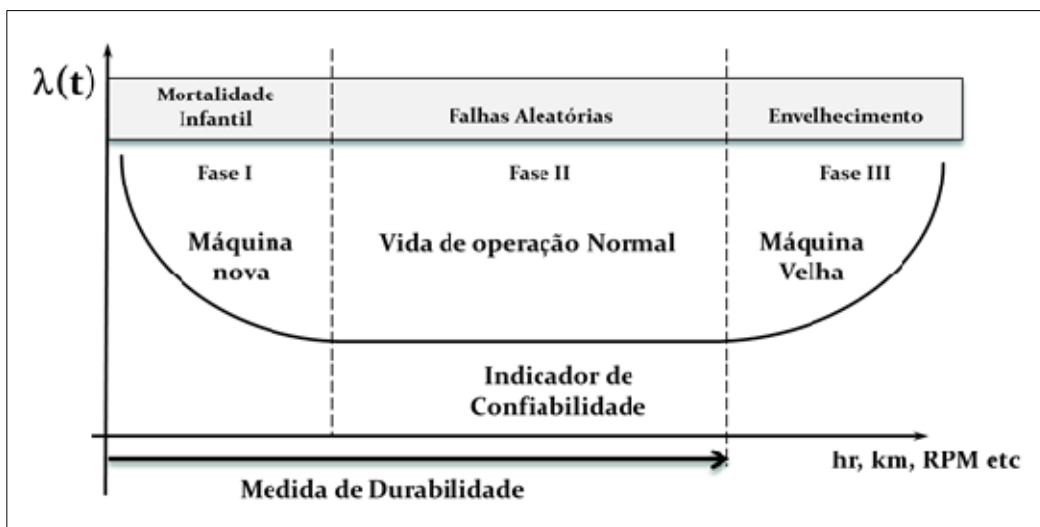 λ(t)
Mortalidade
Infantil
Falhas Aleatórias
Envelhecimento
Fase I
Fase II
Fase III
Máquina
nova
Vida de operação Normal
Máquina
Velha
Indicador de
Confiabilidade
hr, km, RPM etc
Medida de Durabilidade